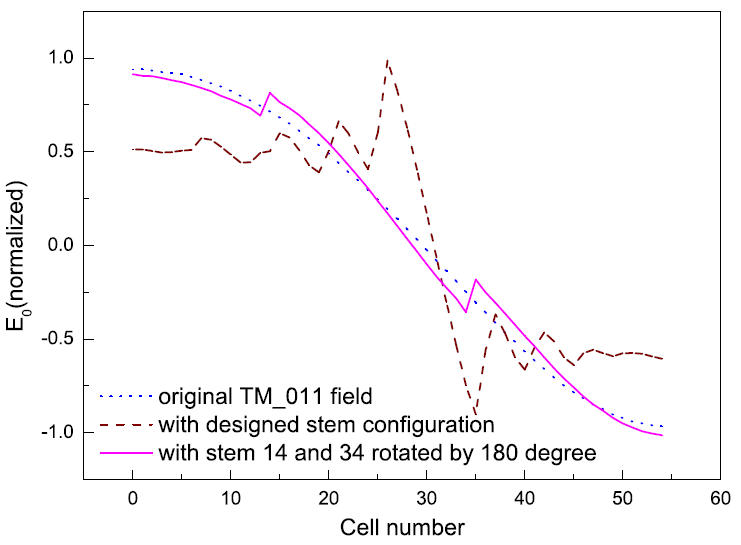 1.0
0.5
0.0
-0.5
-1.0
E0(normalized)
original TM_011 field
with designed stem configuration
with stem 14 and 34 rotated by 180 degree
0 10 20 30 40 50 60
Cell number